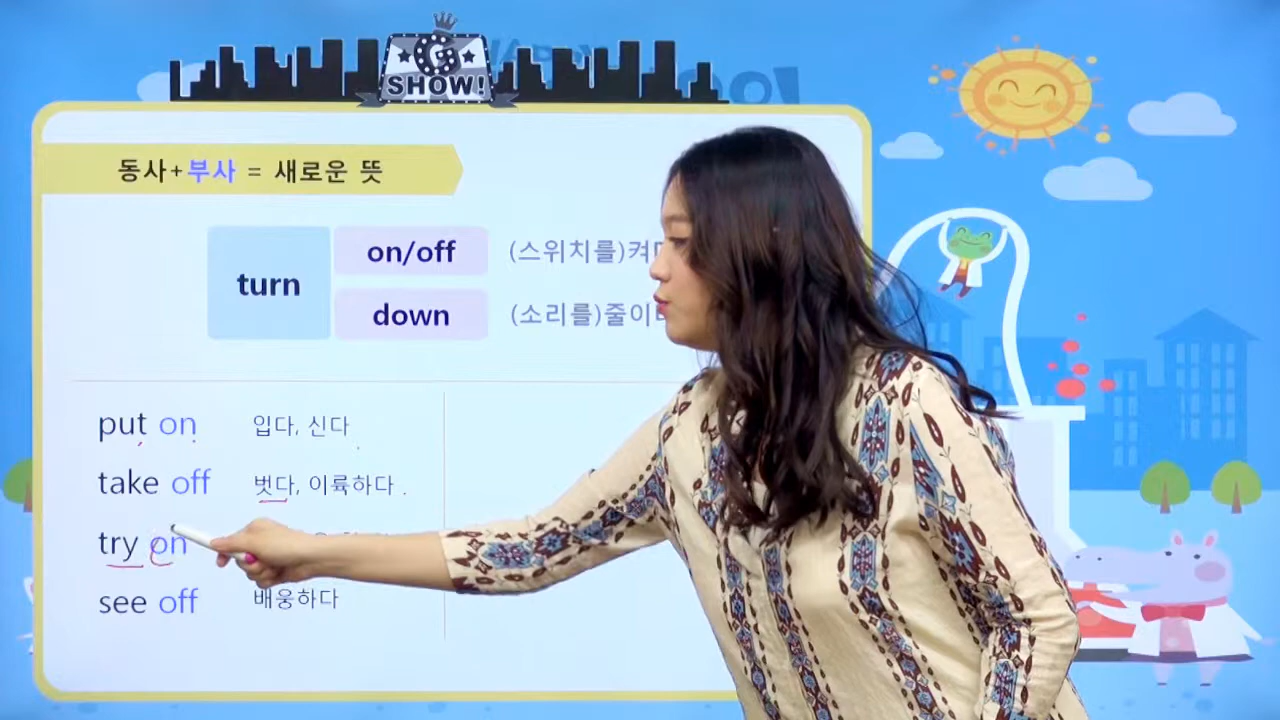 G
SHOW!
동사+부사 = 새로운 뜻
turn
on/off (스위치를)켜
down (소리를)줄이
put on 입다, 신다
take off 벗다, 이륙하다
try on
see off 배웅하다